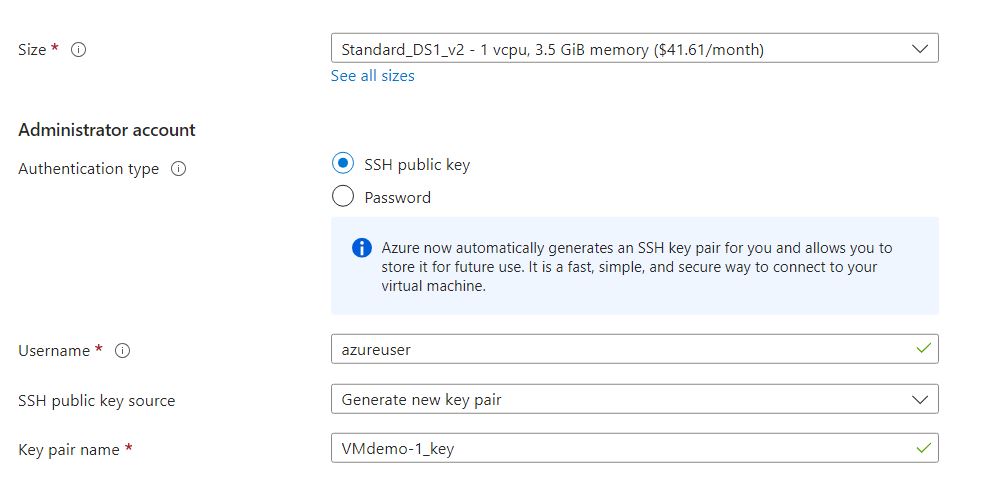 Size *
Standard_DS1_v2 - 1 vcpu, 3.5 GiB memory ($41.61/month)
See all sizes
Administrator account
Authentication type
SSH public key
Password
Azure now automatically generates an SSH key pair for you and allows you to
store it for future use. It is a fast, simple, and secure way to connect to your
virtual machine.
Username *
azureuser
SSH public key source
Generate new key pair
Key pair name *
VMdemo-1_key